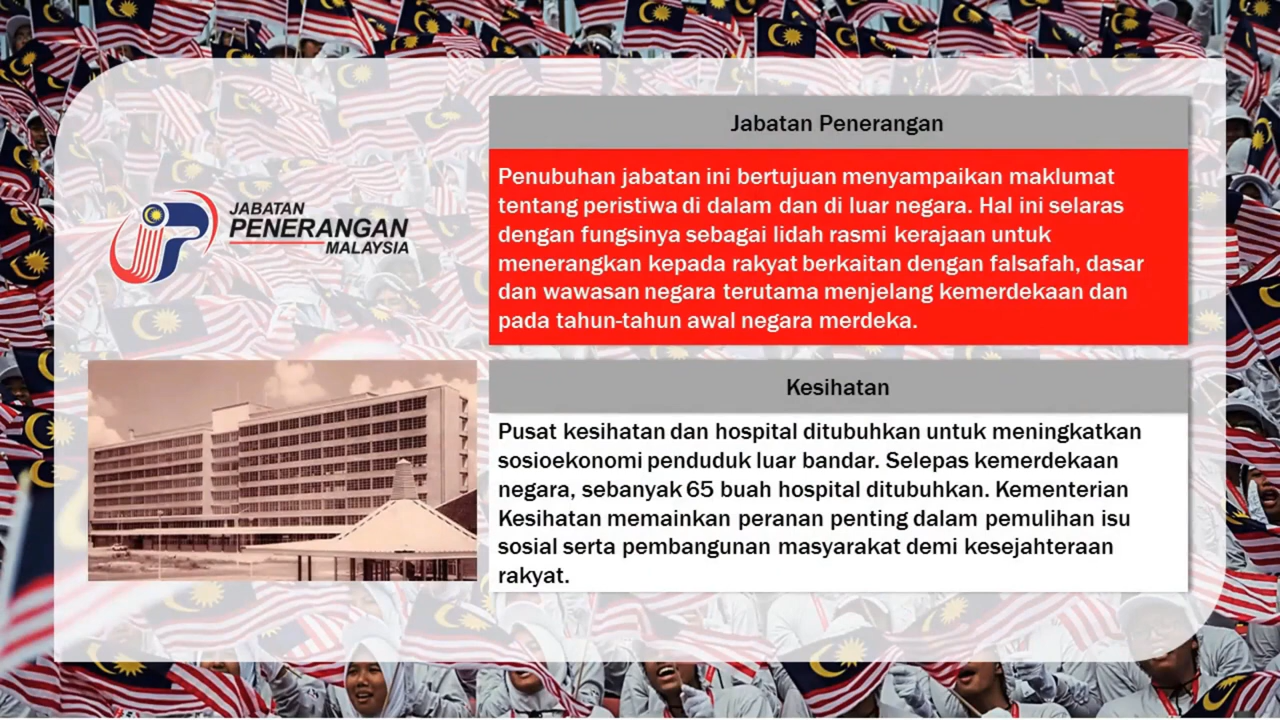 JABATAN
PENERANGAN
MALAYSIA
Jabatan Penerangan
Penubuhan jabatan ini bertujuan menyampaikan maklumat
tentang peristiwa di dalam dan di luar negara. Hal ini selaras
dengan fungsinya sebagai lidah rasmi kerajaan untuk
menerangkan kepada rakyat berkaitan dengan falsafah, dasar
dan wawasan negara terutama menjelang kemerdekaan dan
pada tahun-tahun awal negara merdeka.
Kesihatan
Pusat kesihatan dan hospital ditubuhkan untuk meningkatkan
sosioekonomi penduduk luar bandar. Selepas kemerdekaan
negara, sebanyak 65 buah hospital ditubuhkan. Kementerian
Kesihatan memainkan peranan penting dalam pemulihan isu
sosial serta pembangunan masyarakat demi kesejahteraan
rakyat.